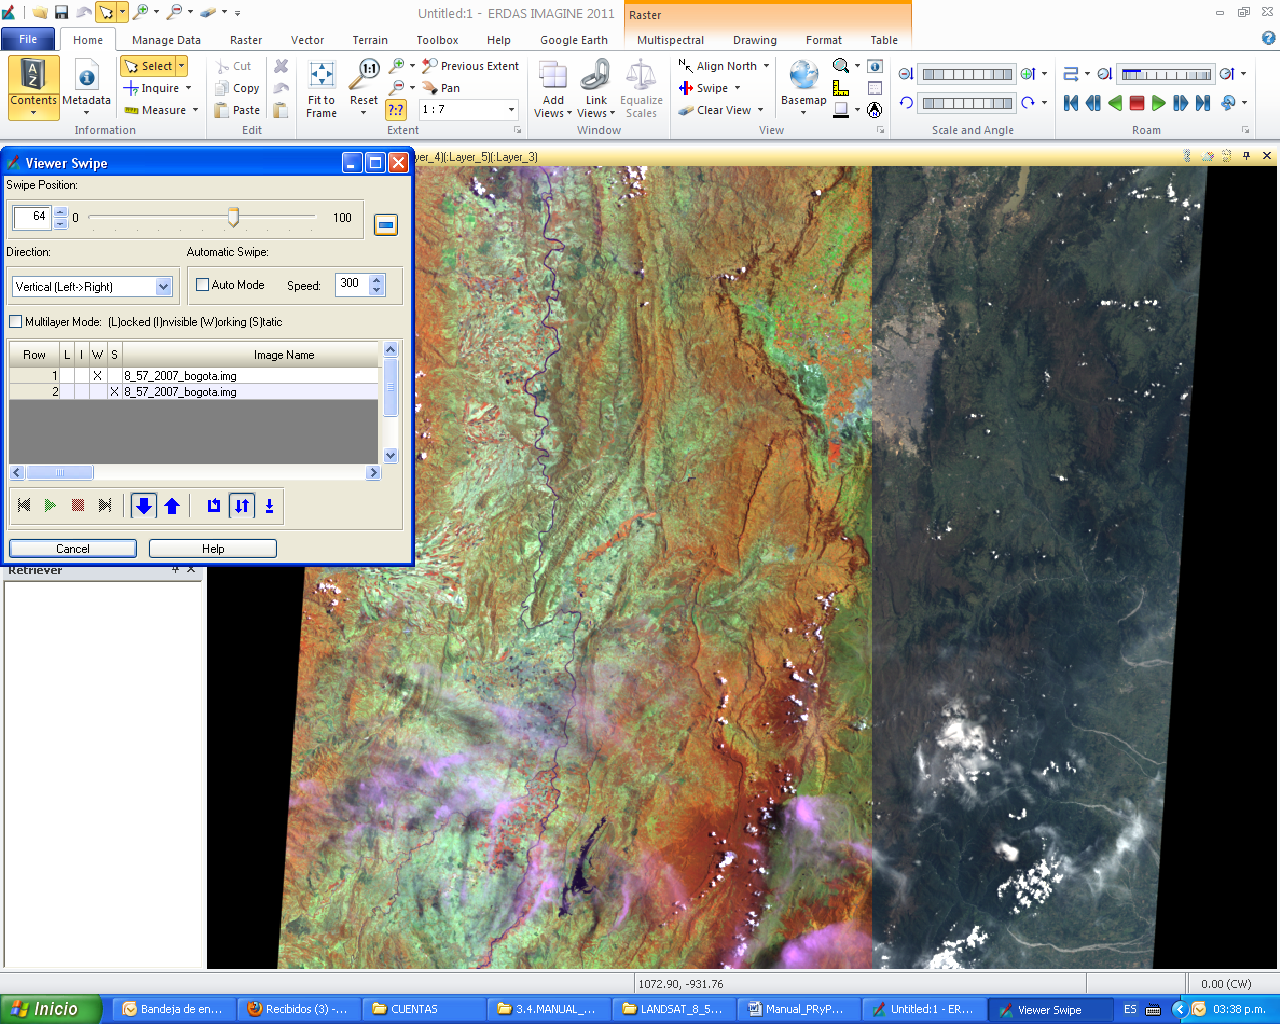 Untitled:1 - ERDAS IMAGINE 2011
Raster
File
Home
Manage Data
Raster
Vector
Terrain
Toolbox
Help
Google Earth
Multispectral
Drawing
Format
Table
Contents
Metadata
Select
Inquire
Measure
Information
Cut
Copy
Paste
Edit
Fit to Frame
1:1
Reset
?:?
Previous Extent
Pan
1 : 7
Extent
Add Views
Link Views
Equalize Scales
Window
Align North
Swipe
Clear View
Basemap
View
Scale and Angle
Roam
Viewer Swipe
yer_4)(:Layer_5)(:Layer_3)
Swipe Position:
64
0
100
Direction:
Automatic Swipe:
Vertical (Left->Right)
Auto Mode
Speed:
300
Multilayer Mode: (L)ocked (I)nvisible (W)orking (S)tatic
Row L I W S Image Name
1 X 8_57_2007_bogota.img
2 X 8_57_2007_bogota.img
Cancel
Help
Retriever
1072.90, -931.76
0.00 (CW)
Inicio
Bandeja de en...
Recibidos (3) -...
CUENTAS
3.4.MANUAL_...
LANDSAT_8_5...
Manual_PRyP...
Untitled:1 - ER...
Viewer Swipe
ES
03:38 p.m.